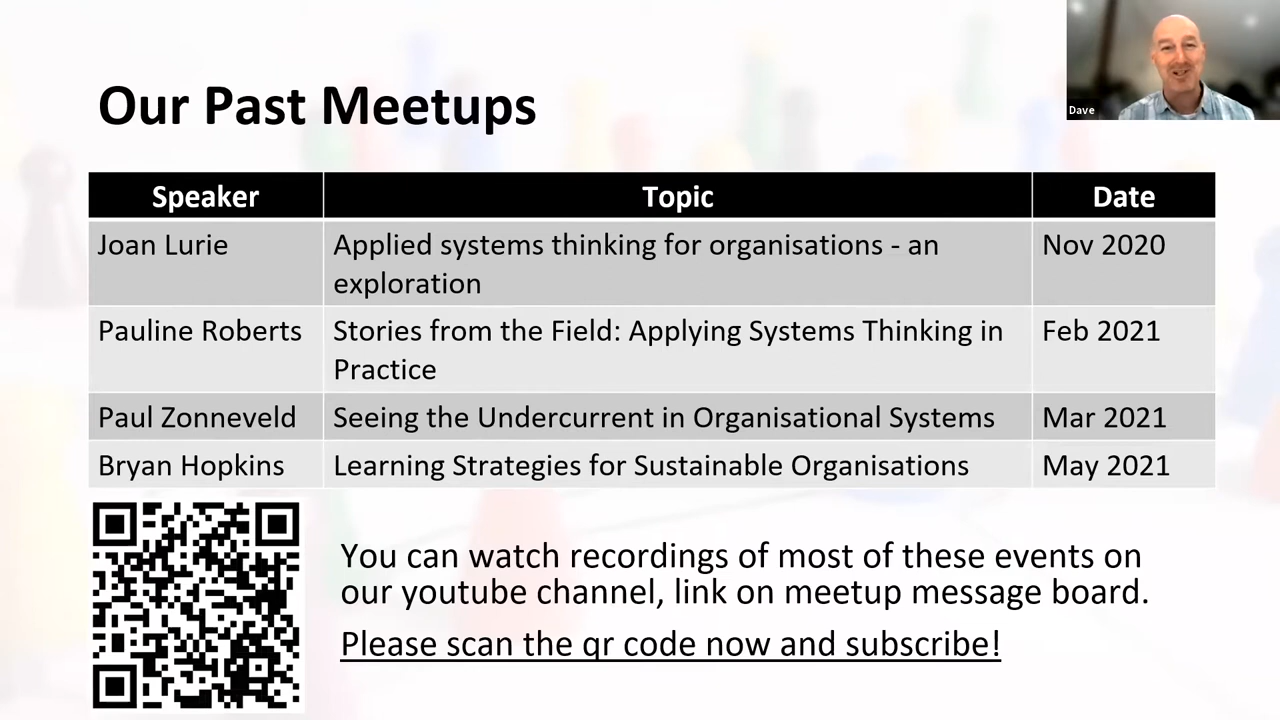 Our Past Meetups
Dave
Speaker Topic Date
Joan Lurie Applied systems thinking for organisations - an Nov 2020
exploration
Pauline Roberts Stories from the Field: Applying Systems Thinking in Feb 2021
Practice
Paul Zonneveld Seeing the Undercurrent in Organisational Systems Mar 2021
Bryan Hopkins Learning Strategies for Sustainable Organisations May 2021
You can watch recordings of most of these events on
our youtube channel, link on meetup message board.
Please scan the qr code now and subscribe!